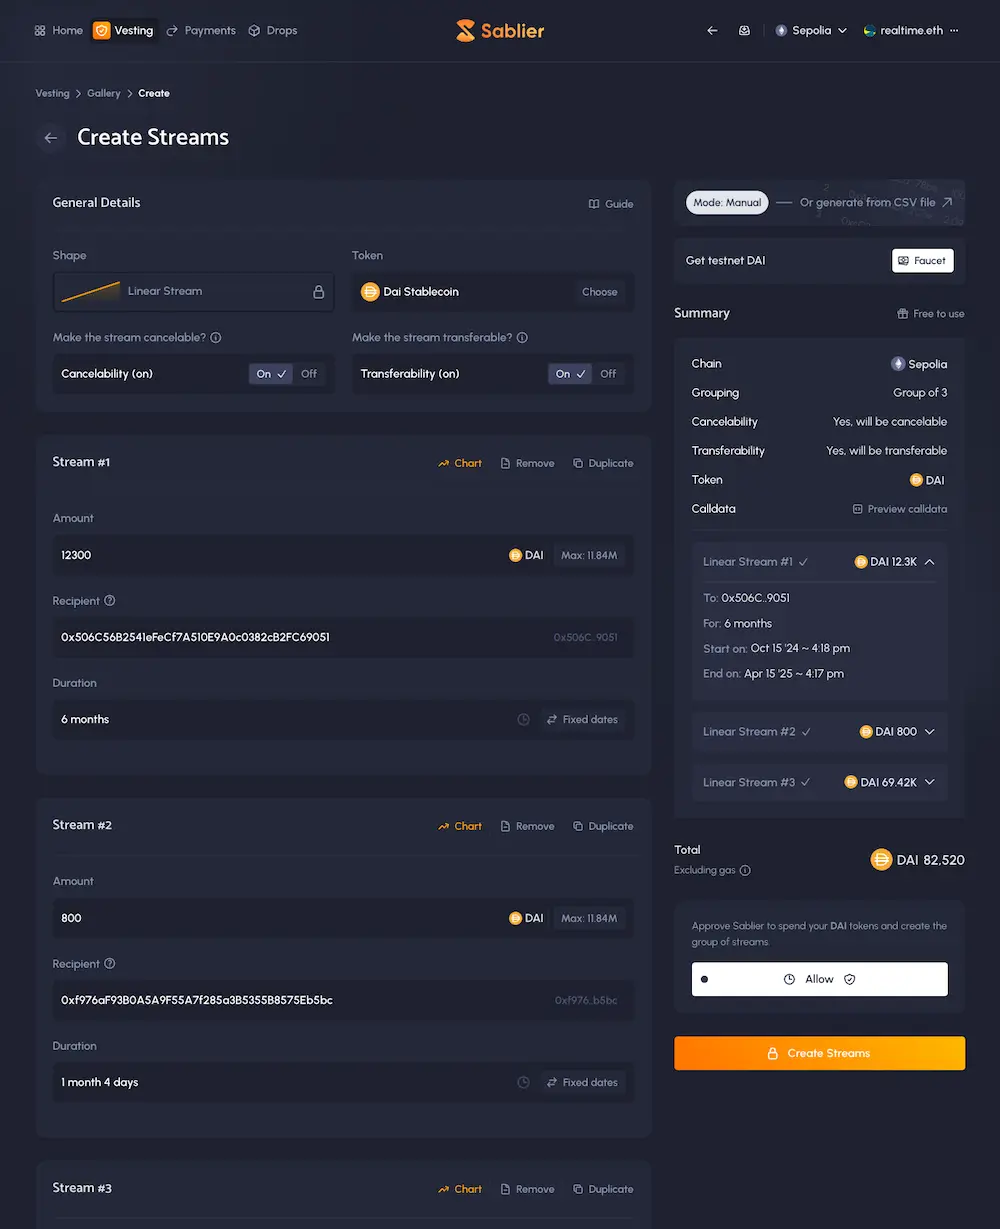 Home Vesting Payments Drops Sablier Sepolia realtime.eth ...
Vesting > Gallery > Create
Create Streams
General Details Guide
Shape Token
Linear Stream Dai Stablecoin Choose
Make the stream cancelable? Make the stream transferable?
Cancelability (on) On Off Transferability (on) On Off
Stream #1 Chart Remove Duplicate
Amount
12300 DAI Max: 11.84M
Recipient
0x506C56B2541eFeCf7A510E9A0c0382cB2FC69051 0x506C..9051
Duration
6 months Fixed dates
Stream #2 Chart Remove Duplicate
Amount
800 DAI Max: 11.84M
Recipient
0xf976aF93B0A5A9F55A7f285a3B5355B8575Eb5bc 0xf976..b5bc
Duration
1 month 4 days Fixed dates
Stream #3 Chart Remove Duplicate
Mode: Manual Or generate from CSV file
Get testnet DAI Faucet
Summary Free to use
Chain Sepolia
Grouping Group of 3
Cancelability Yes, will be cancelable
Transferability Yes, will be transferable
Token DAI
Calldata Preview calldata
Linear Stream #1 DAI 12.3K
To: 0x506C..9051
For: 6 months
Start on: Oct 15 '24 ~ 4:18 pm
End on: Apr 15 '25 ~ 4:17 pm
Linear Stream #2 DAI 800
Linear Stream #3 DAI 69.42K
Total DAI 82,520
Excluding gas
Approve Sablier to spend your DAI tokens and create the
group of streams.
Allow
Create Streams